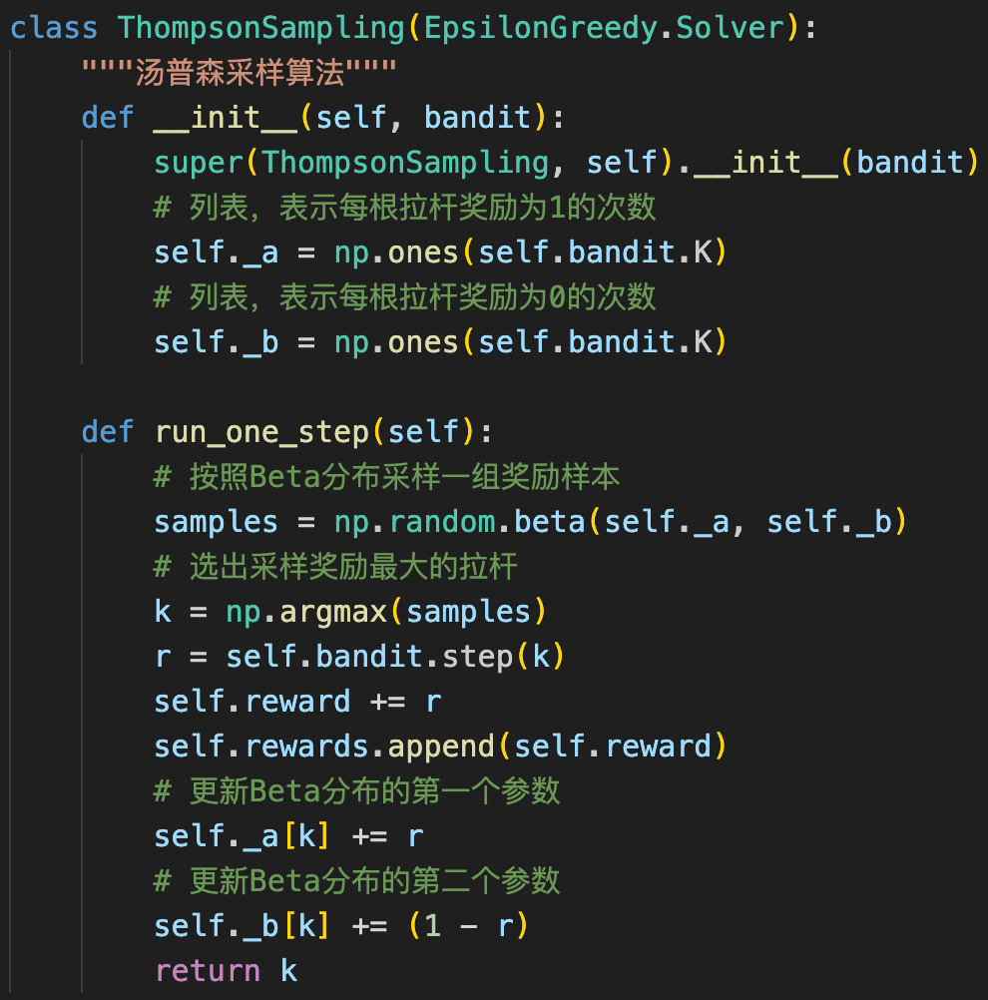 class ThompsonSampling(EpsilonGreedy.Solver):
    """汤普森采样算法"""
    def __init__(self, bandit):
        super(ThompsonSampling, self).__init__(bandit)
        # 列表，表示每根拉杆奖励为1的次数
        self._a = np.ones(self.bandit.K)
        # 列表，表示每根拉杆奖励为0的次数
        self._b = np.ones(self.bandit.K)

    def run_one_step(self):
        # 按照Beta分布采样一组奖励样本
        samples = np.random.beta(self._a, self._b)
        # 选出采样奖励最大的拉杆
        k = np.argmax(samples)
        r = self.bandit.step(k)
        self.reward += r
        self.rewards.append(self.reward)
        # 更新Beta分布的第一个参数
        self._a[k] += r
        # 更新Beta分布的第二个参数
        self._b[k] += (1 - r)
        return k